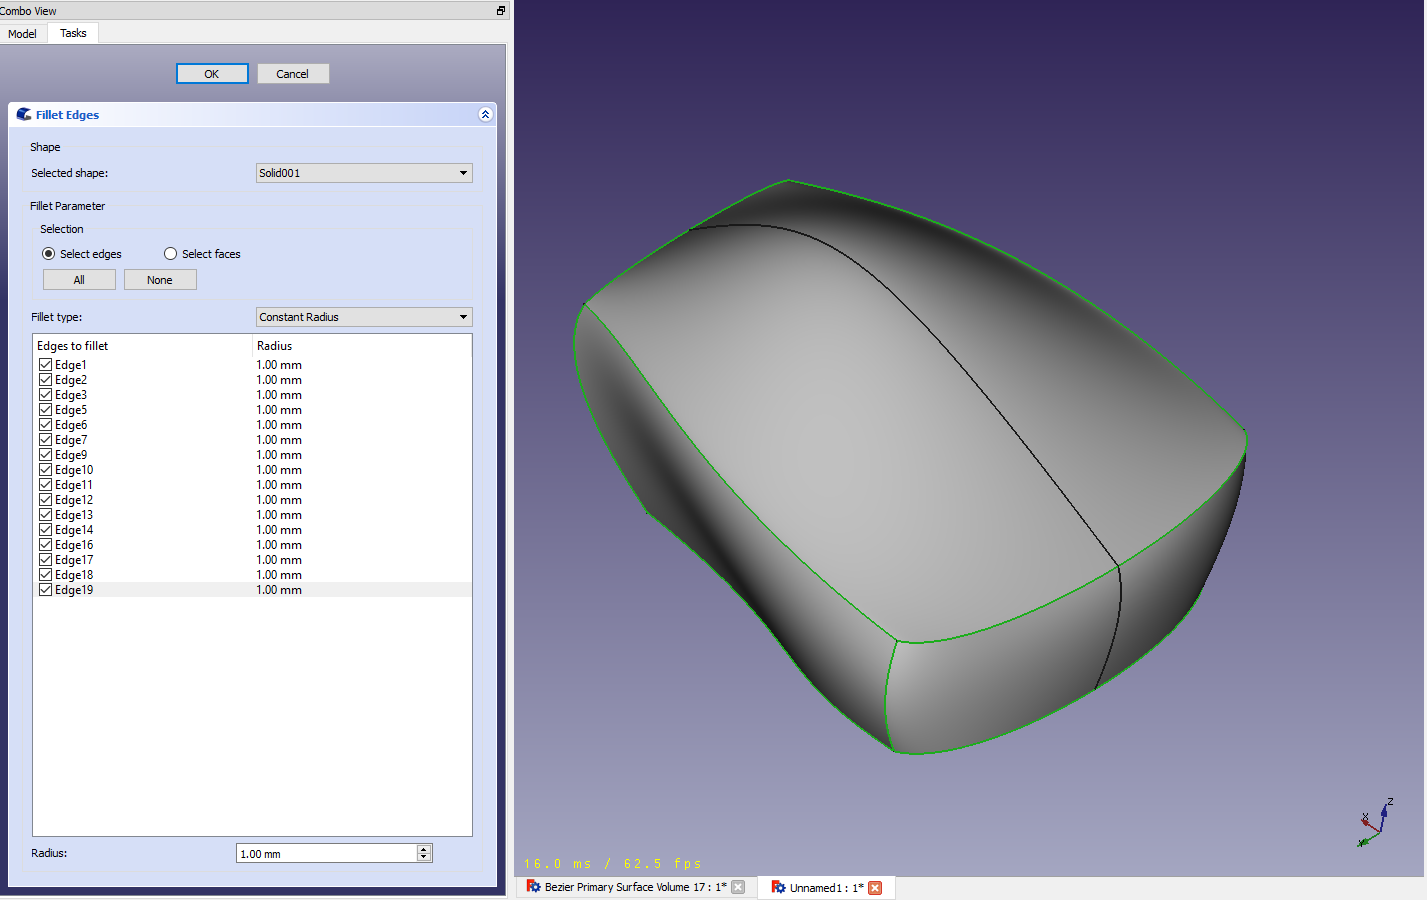 Combo View
Model
Tasks
OK
Cancel
Fillet Edges
Shape
Selected shape:
Solid001
Fillet Parameter
Selection
Select edges
Select faces
All
None
Fillet type:
Constant Radius
Edges to fillet Radius
Edge1 1.00 mm
Edge2 1.00 mm
Edge3 1.00 mm
Edge5 1.00 mm
Edge6 1.00 mm
Edge7 1.00 mm
Edge9 1.00 mm
Edge10 1.00 mm
Edge11 1.00 mm
Edge12 1.00 mm
Edge13 1.00 mm
Edge14 1.00 mm
Edge16 1.00 mm
Edge17 1.00 mm
Edge18 1.00 mm
Edge19 1.00 mm
Radius:
1.00 mm
Z
X
Y
16.0 ms / 62.5 fps
Bezier Primary Surface Volume 17 : 1*
Unnamed1 : 1*